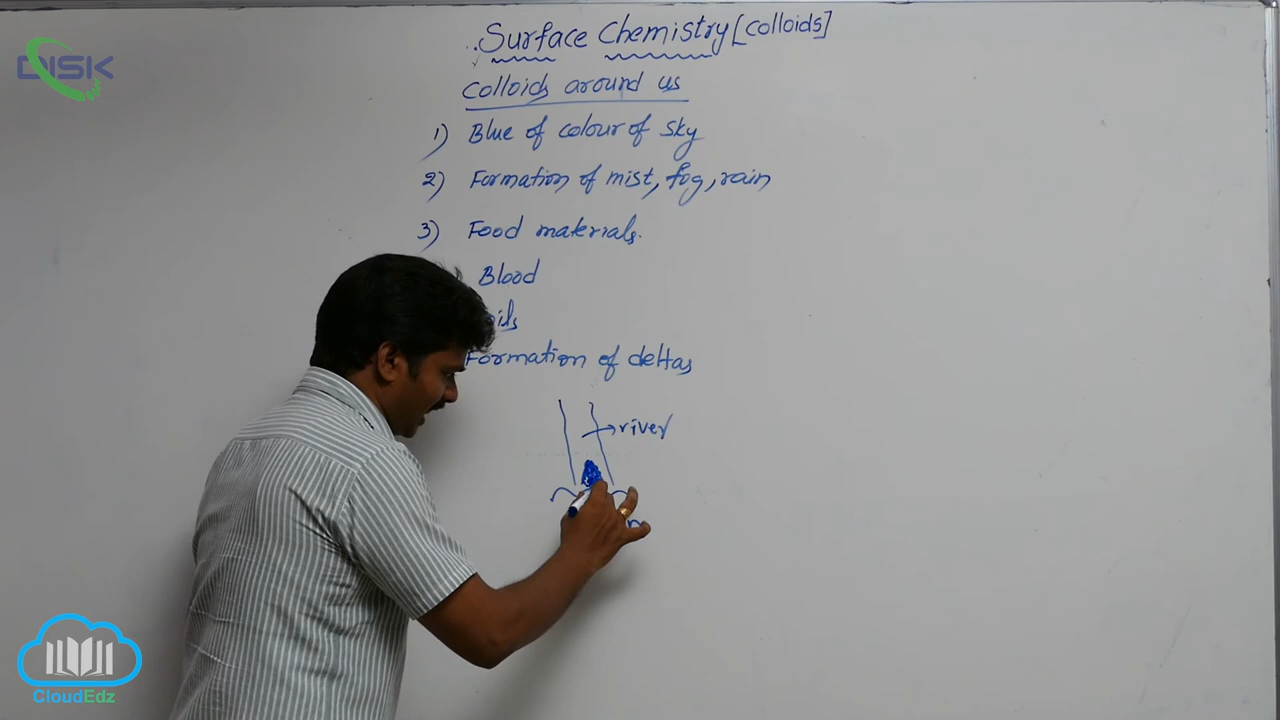 DISK
Surface Chemistry [colloids]
Colloids around us
1) Blue of colour of sky
2) Formation of mist, fog, rain
3) Food materials.
Blood
oils
Formation of deltas
river
CloudEdz